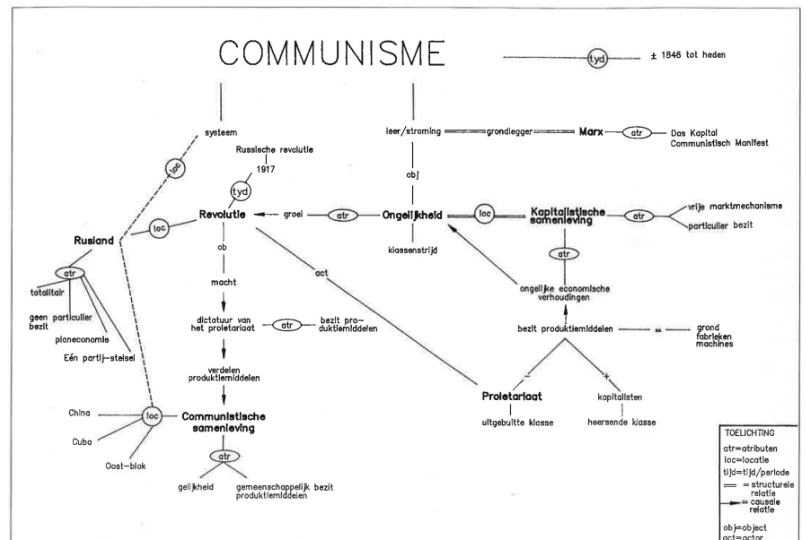 COMMUNISME
tyd
± 1848 tot heden
systeem
leer/stroming
grondlegger
Marx
atr
Das Kapital
Communistisch Manifest
loc
Russische revolutie
1917
tyd
obj
Revolutie
groei
atr
Ongelijkheid
loc
Kapitalistische
samenleving
atr
vrije marktmechanisme
particulier bezit
loc
Rusland
klassenstrijd
ob
atr
act
atr
totalitair
macht
ongelijke economische
verhoudingen
geen particulier
bezit
planeconomie
Eén partij-stelsel
dictatuur van
het proletariaat
atr
bezit pro-
duktiemiddelen
bezit produktiemiddelen
=
grond
fabrieken
machines
verdelen
produktiemiddelen
-
+
Proletariaat
kapitalisten
China
loc
Communistische
samenleving
uitgebuitte klasse
heersende klasse
Cuba
Oost-blok
atr
gelijkheid
gemeenschappelijk bezit
produktiemiddelen
TOELICHTING
atr=atributen
loc=locatie
tijd=tijd/periode
= structurele
relatie
= causale
relatie
obj=object
act=actor